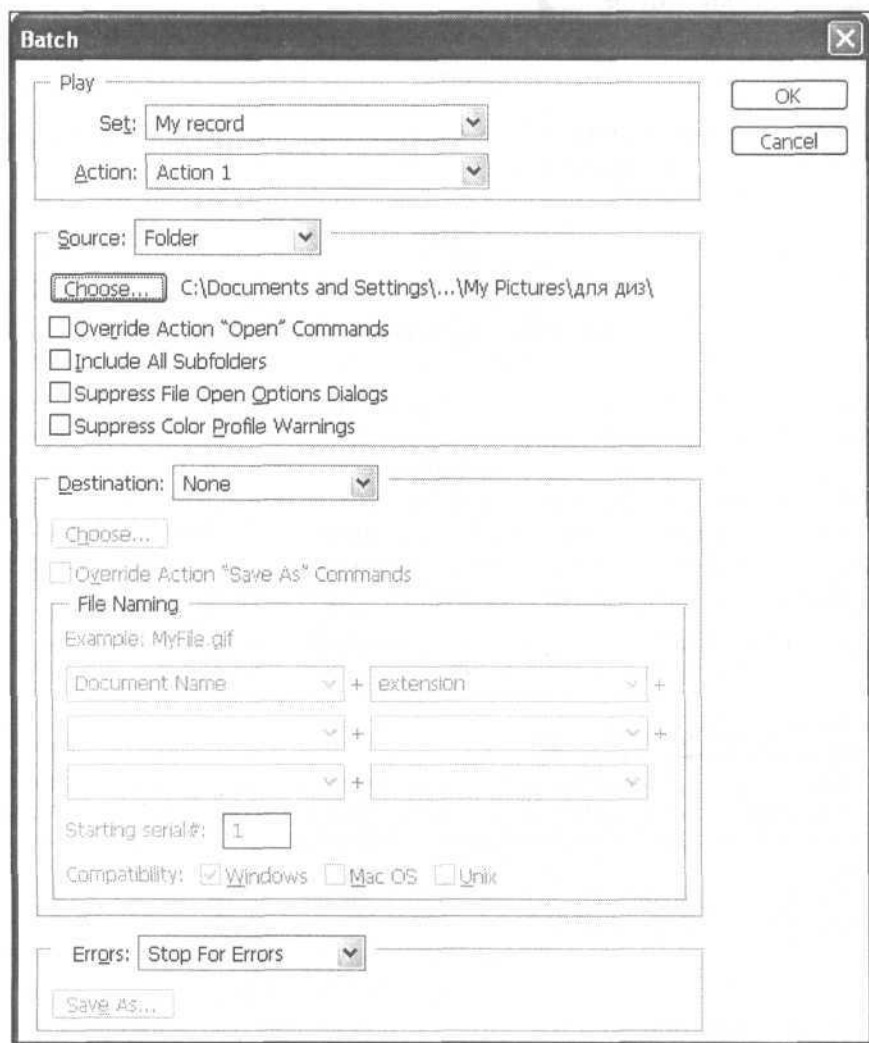 Batch
Play
OK
Set: My record
Cancel
Action: Action 1
Source: Folder
Choose... C:\Documents and Settings\...\My Pictures\для диз\
Override Action "Open" Commands
Include All Subfolders
Suppress File Open Options Dialogs
Suppress Color Profile Warnings
Destination: None
Choose...
Override Action "Save As" Commands
File Naming
Example: MyFile.gif
Document Name + extension +
+ +
+
Starting serial#: 1
Compatibility: Windows Mac OS Unix
Errors: Stop For Errors
Save As...